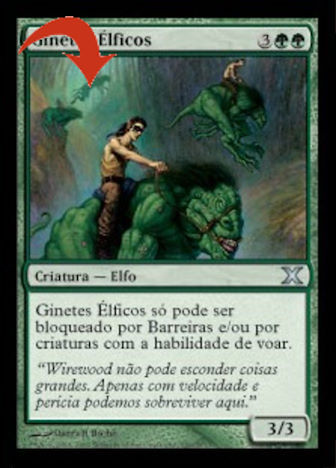 Ginetes Élficos 3
Criatura — Elfo
Ginetes Élficos só pode ser
bloqueado por Barreiras e/ou por
criaturas com a habilidade de voar.
“Wirewood não pode esconder coisas
grandes. Apenas com velocidade e
perícia podemos sobreviver aqui.”
3/3